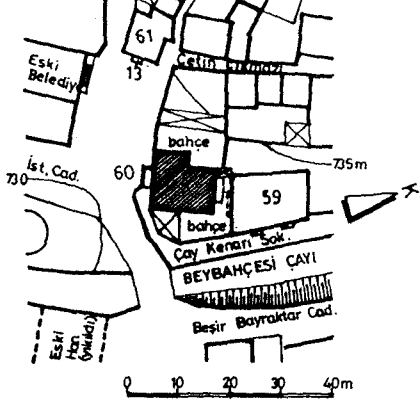 61
13
Çetin Çıkmazı
Eski
Belediye
bahçe
735m
İst. Cad.
730
60
59
K
bahçe
Çay Kenarı Sok.
BEYBAHÇESİ ÇAYI
Beşir Bayraktar Cad.
Eski
Han
(yıkıldı)
0 10 20 30 40m